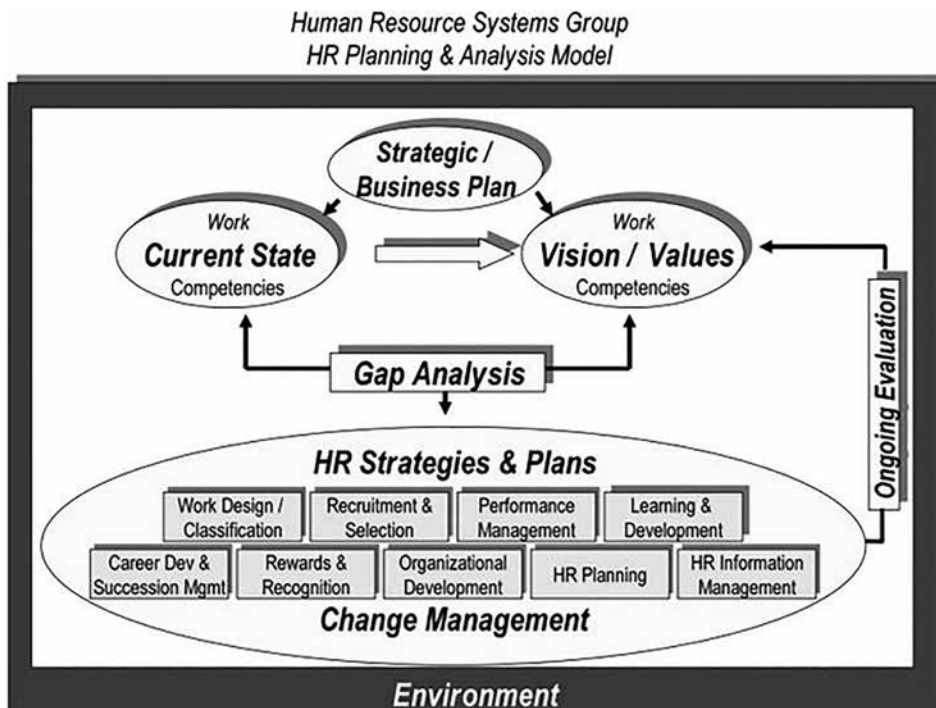 Human Resource Systems Group
HR Planning & Analysis Model
Strategic /
Business Plan
Work
Current State
Competencies
Work
Vision / Values
Competencies
Gap Analysis
Ongoing Evaluation
HR Strategies & Plans
Work Design /
Classification
Recruitment &
Selection
Performance
Management
Learning &
Development
Career Dev &
Succession Mgmt
Rewards &
Recognition
Organizational
Development
HR Planning
HR Information
Management
Change Management
Environment